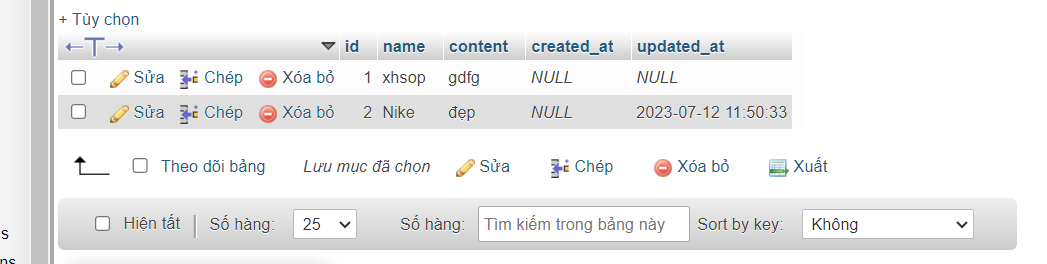 + Tùy chọn
id name content created_at updated_at
Sửa Chép Xóa bỏ 1 xhsop gdfg NULL NULL
Sửa Chép Xóa bỏ 2 Nike đẹp NULL 2023-07-12 11:50:33
Theo dõi bảng Lưu mục đã chọn Sửa Chép Xóa bỏ Xuất
Hiện tất Số hàng: 25 Số hàng: Tìm kiếm trong bảng này Sort by key: Không
s
ns